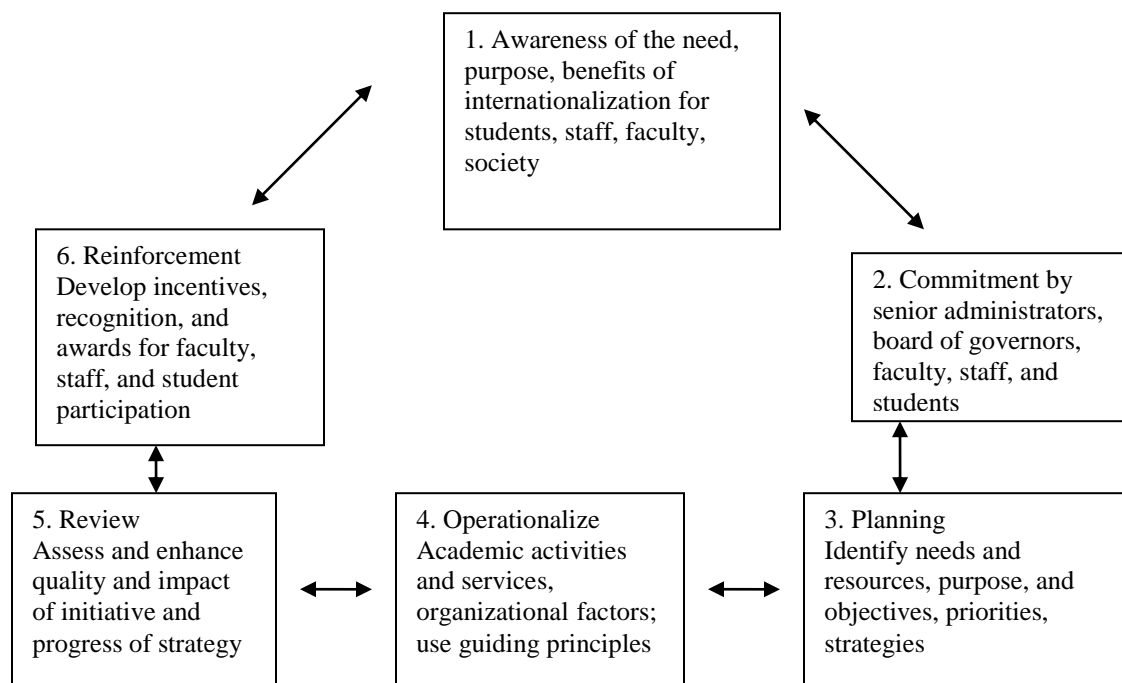 1. Awareness of the need,
purpose, benefits of
internationalization for
students, staff, faculty,
society
2. Commitment by
senior administrators,
board of governors,
faculty, staff, and
students
3. Planning
Identify needs and
resources, purpose, and
objectives, priorities,
strategies
4. Operationalize
Academic activities
and services,
organizational factors;
use guiding principles
5. Review
Assess and enhance
quality and impact
of initiative and
progress of strategy
6. Reinforcement
Develop incentives,
recognition, and
awards for faculty,
staff, and student
participation